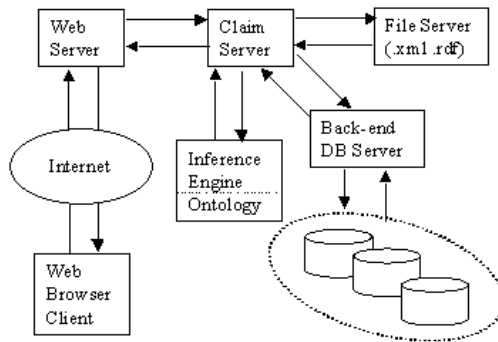 Web
Server
Claim
Server
File Server
(.xml .rdf)
Internet
Inference
Engine
Ontology
Back-end
DB Server
Web
Browser
Client